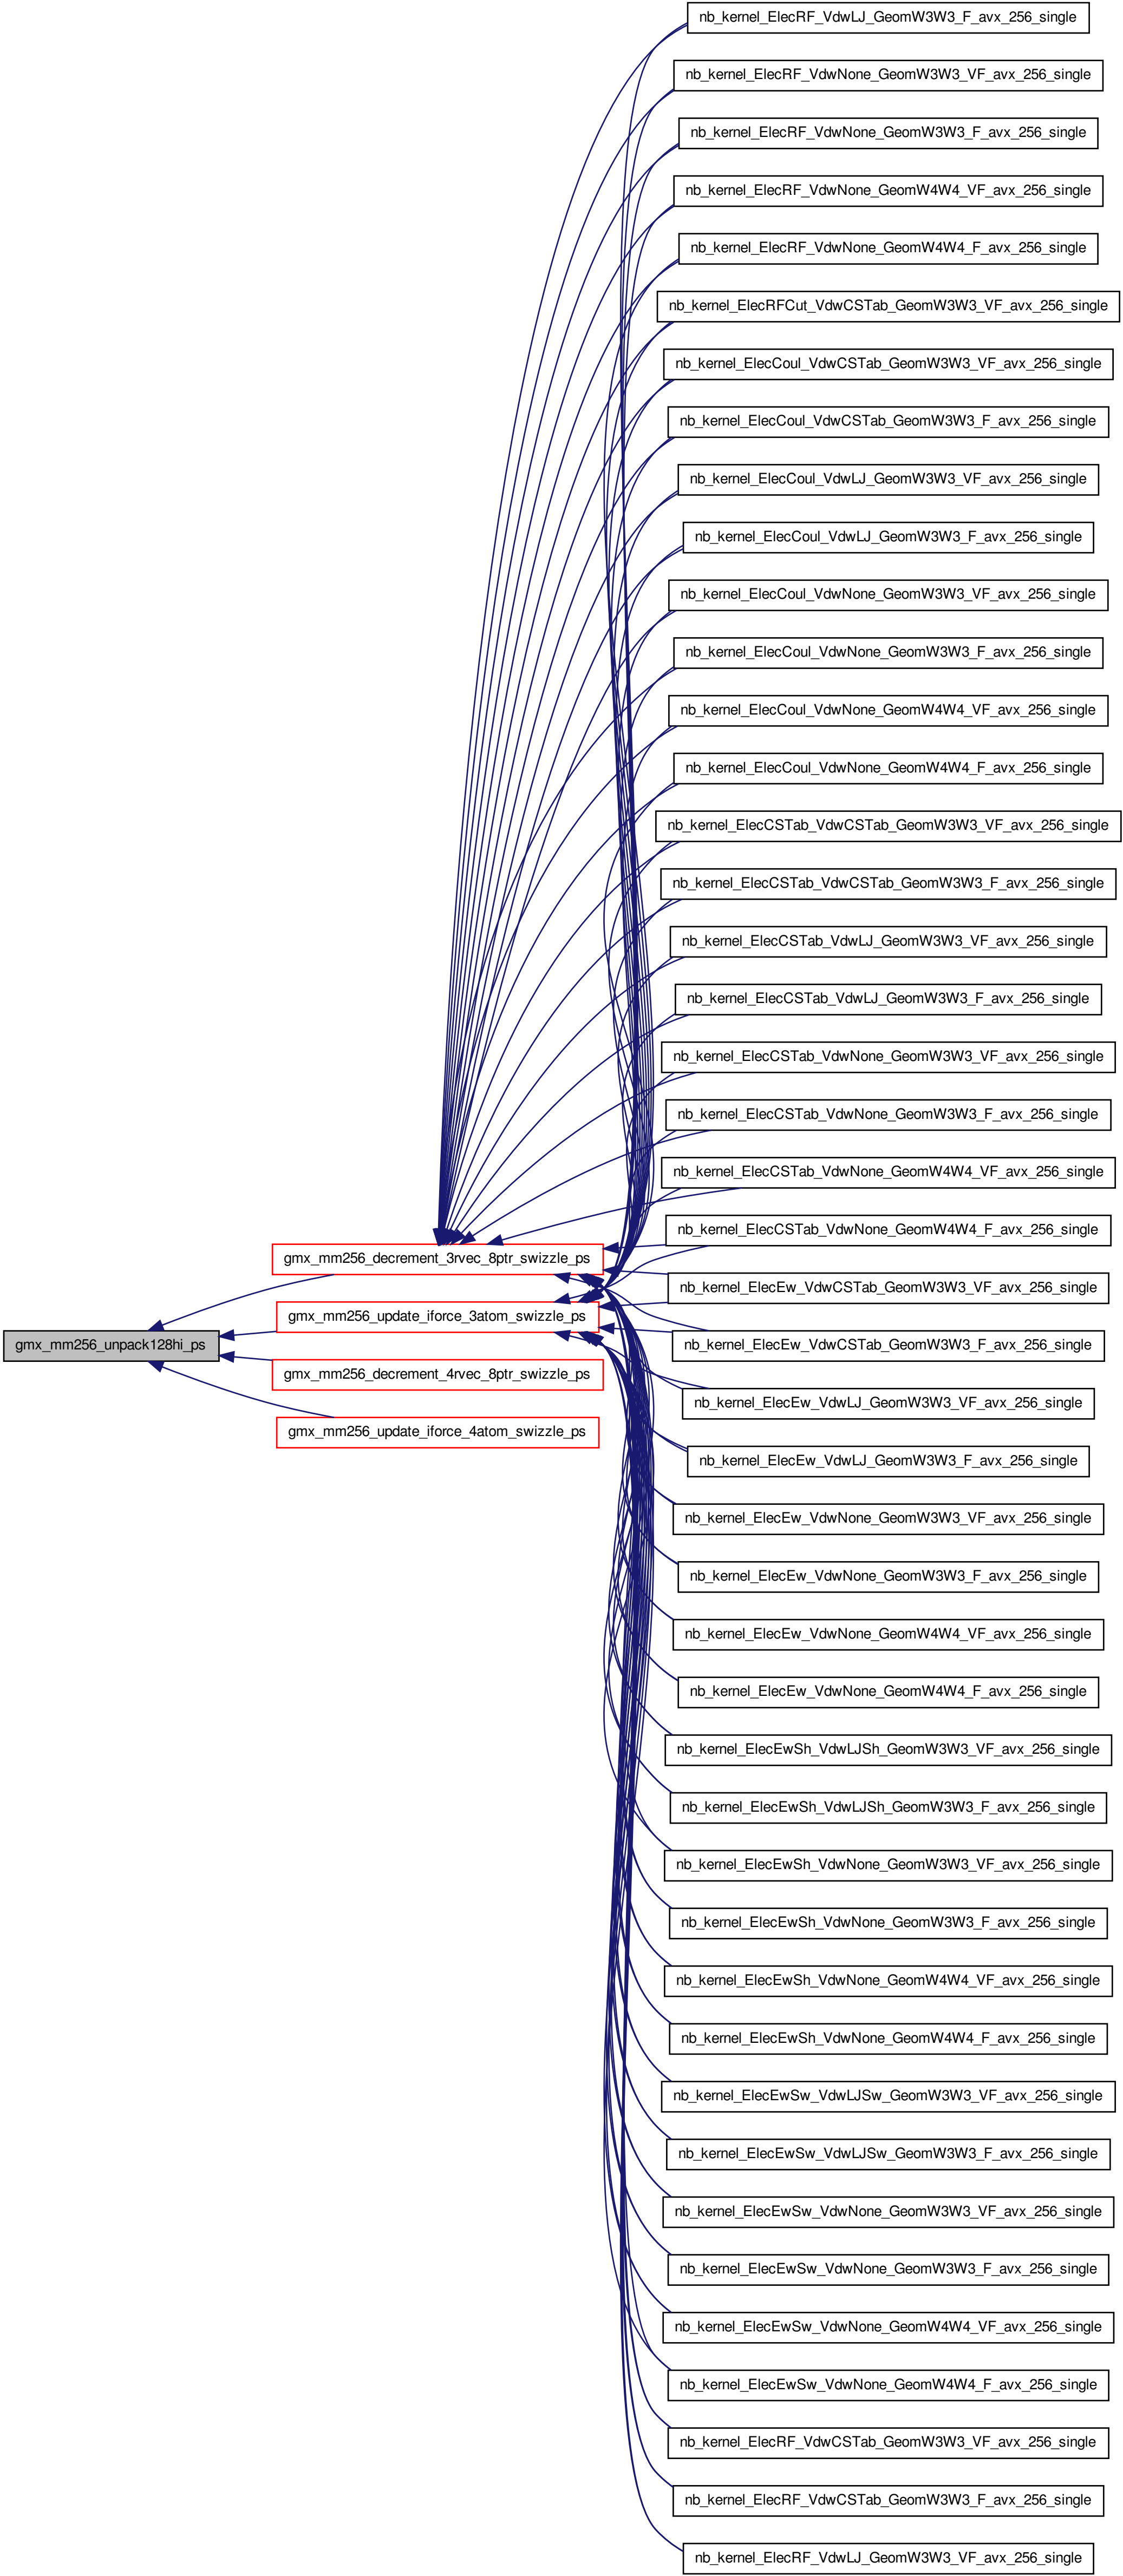 nb_kernel_ElecRF_VdwLJ_GeomW3W3_F_avx_256_single
nb_kernel_ElecRF_VdwNone_GeomW3W3_VF_avx_256_single
nb_kernel_ElecRF_VdwNone_GeomW3W3_F_avx_256_single
nb_kernel_ElecRF_VdwNone_GeomW4W4_VF_avx_256_single
nb_kernel_ElecRF_VdwNone_GeomW4W4_F_avx_256_single
nb_kernel_ElecRFCut_VdwCSTab_GeomW3W3_VF_avx_256_single
nb_kernel_ElecCoul_VdwCSTab_GeomW3W3_VF_avx_256_single
nb_kernel_ElecCoul_VdwCSTab_GeomW3W3_F_avx_256_single
nb_kernel_ElecCoul_VdwLJ_GeomW3W3_VF_avx_256_single
nb_kernel_ElecCoul_VdwLJ_GeomW3W3_F_avx_256_single
nb_kernel_ElecCoul_VdwNone_GeomW3W3_VF_avx_256_single
nb_kernel_ElecCoul_VdwNone_GeomW3W3_F_avx_256_single
nb_kernel_ElecCoul_VdwNone_GeomW4W4_VF_avx_256_single
nb_kernel_ElecCoul_VdwNone_GeomW4W4_F_avx_256_single
nb_kernel_ElecCSTab_VdwCSTab_GeomW3W3_VF_avx_256_single
nb_kernel_ElecCSTab_VdwCSTab_GeomW3W3_F_avx_256_single
nb_kernel_ElecCSTab_VdwLJ_GeomW3W3_VF_avx_256_single
nb_kernel_ElecCSTab_VdwLJ_GeomW3W3_F_avx_256_single
nb_kernel_ElecCSTab_VdwNone_GeomW3W3_VF_avx_256_single
nb_kernel_ElecCSTab_VdwNone_GeomW3W3_F_avx_256_single
nb_kernel_ElecCSTab_VdwNone_GeomW4W4_VF_avx_256_single
nb_kernel_ElecCSTab_VdwNone_GeomW4W4_F_avx_256_single
gmx_mm256_decrement_3rvec_8ptr_swizzle_ps
nb_kernel_ElecEw_VdwCSTab_GeomW3W3_VF_avx_256_single
gmx_mm256_update_iforce_3atom_swizzle_ps
gmx_mm256_unpack128hi_ps
nb_kernel_ElecEw_VdwCSTab_GeomW3W3_F_avx_256_single
gmx_mm256_decrement_4rvec_8ptr_swizzle_ps
nb_kernel_ElecEw_VdwLJ_GeomW3W3_VF_avx_256_single
gmx_mm256_update_iforce_4atom_swizzle_ps
nb_kernel_ElecEw_VdwLJ_GeomW3W3_F_avx_256_single
nb_kernel_ElecEw_VdwNone_GeomW3W3_VF_avx_256_single
nb_kernel_ElecEw_VdwNone_GeomW3W3_F_avx_256_single
nb_kernel_ElecEw_VdwNone_GeomW4W4_VF_avx_256_single
nb_kernel_ElecEw_VdwNone_GeomW4W4_F_avx_256_single
nb_kernel_ElecEwSh_VdwLJSh_GeomW3W3_VF_avx_256_single
nb_kernel_ElecEwSh_VdwLJSh_GeomW3W3_F_avx_256_single
nb_kernel_ElecEwSh_VdwNone_GeomW3W3_VF_avx_256_single
nb_kernel_ElecEwSh_VdwNone_GeomW3W3_F_avx_256_single
nb_kernel_ElecEwSh_VdwNone_GeomW4W4_VF_avx_256_single
nb_kernel_ElecEwSh_VdwNone_GeomW4W4_F_avx_256_single
nb_kernel_ElecEwSw_VdwLJSw_GeomW3W3_VF_avx_256_single
nb_kernel_ElecEwSw_VdwLJSw_GeomW3W3_F_avx_256_single
nb_kernel_ElecEwSw_VdwNone_GeomW3W3_VF_avx_256_single
nb_kernel_ElecEwSw_VdwNone_GeomW3W3_F_avx_256_single
nb_kernel_ElecEwSw_VdwNone_GeomW4W4_VF_avx_256_single
nb_kernel_ElecEwSw_VdwNone_GeomW4W4_F_avx_256_single
nb_kernel_ElecRF_VdwCSTab_GeomW3W3_VF_avx_256_single
nb_kernel_ElecRF_VdwCSTab_GeomW3W3_F_avx_256_single
nb_kernel_ElecRF_VdwLJ_GeomW3W3_VF_avx_256_single